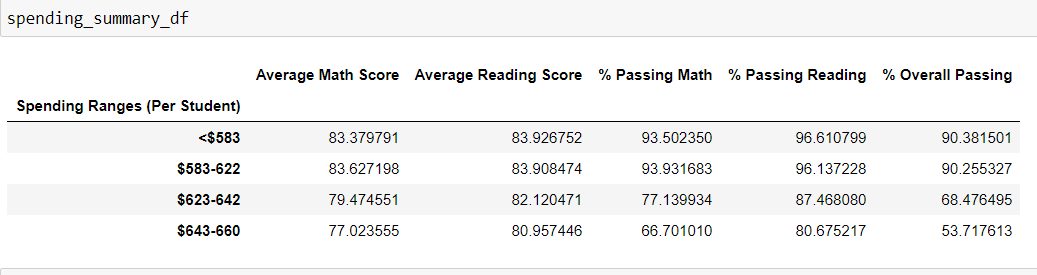 spending_summary_df
Average Math Score Average Reading Score % Passing Math % Passing Reading % Overall Passing
Spending Ranges (Per Student)
<$583 83.379791 83.926752 93.502350 96.610799 90.381501
$583-622 83.627198 83.908474 93.931683 96.137228 90.255327
$623-642 79.474551 82.120471 77.139934 87.468080 68.476495
$643-660 77.023555 80.957446 66.701010 80.675217 53.717613